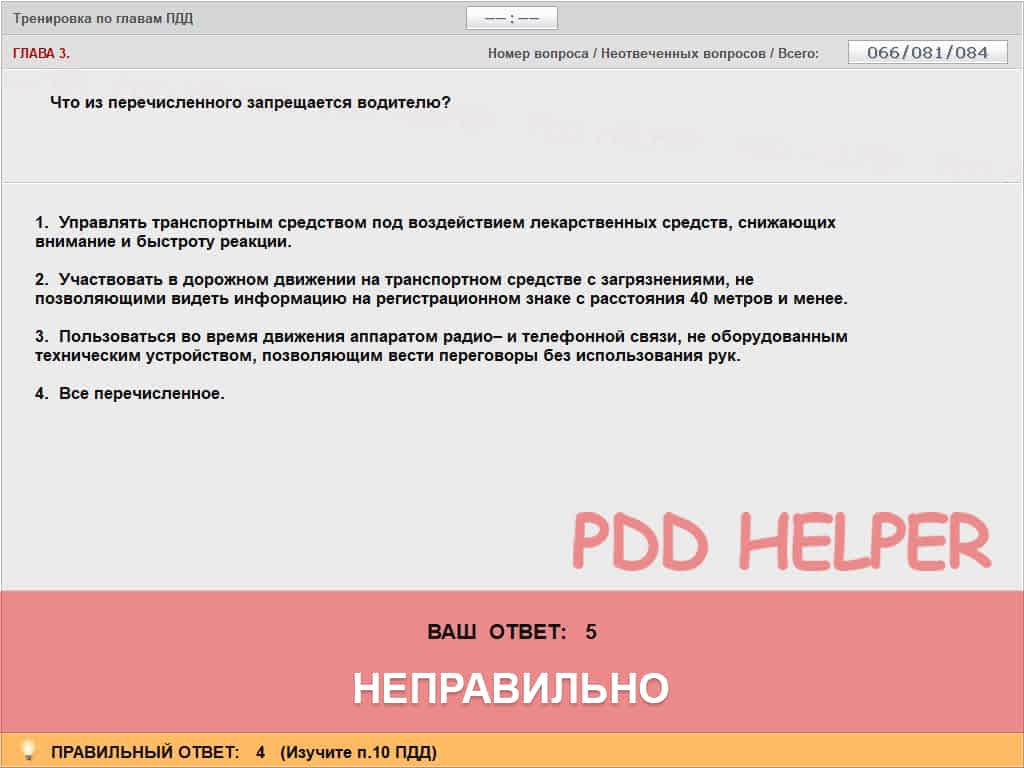 Тренировка по главам ПДД
––:––
ГЛАВА 3.
Номер вопроса / Неотвеченных вопросов / Всего:
066/081/084
Что из перечисленного запрещается водителю?
1. Управлять транспортным средством под воздействием лекарственных средств, снижающих
внимание и быстроту реакции.
2. Участвовать в дорожном движении на транспортном средстве с загрязнениями, не
позволяющими видеть информацию на регистрационном знаке с расстояния 40 метров и менее.
3. Пользоваться во время движения аппаратом радио– и телефонной связи, не оборудованным
техническим устройством, позволяющим вести переговоры без использования рук.
4. Все перечисленное.
PDD HELPER
ВАШ ОТВЕТ: 5
НЕПРАВИЛЬНО
ПРАВИЛЬНЫЙ ОТВЕТ: 4 (Изучите п.10 ПДД)